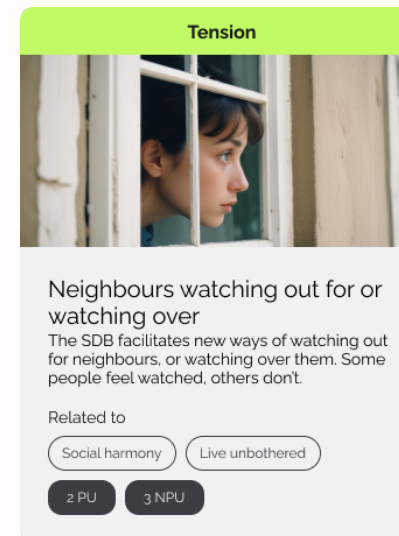 Tension
Neighbours watching out for or
watching over
The SDB facilitates new ways of watching out
for neighbours, or watching over them. Some
people feel watched, others don't.
Related to
Social harmony
Live unbothered
2 PU
3 NPU